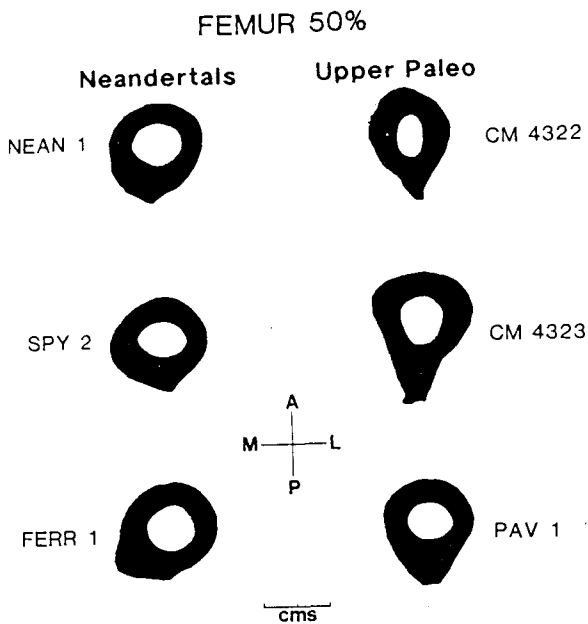 FEMUR 50%
Neandertals
Upper Paleo
NEAN 1
CM 4322
SPY 2
CM 4323
A
M
L
P
FERR 1
PAV 1
cms